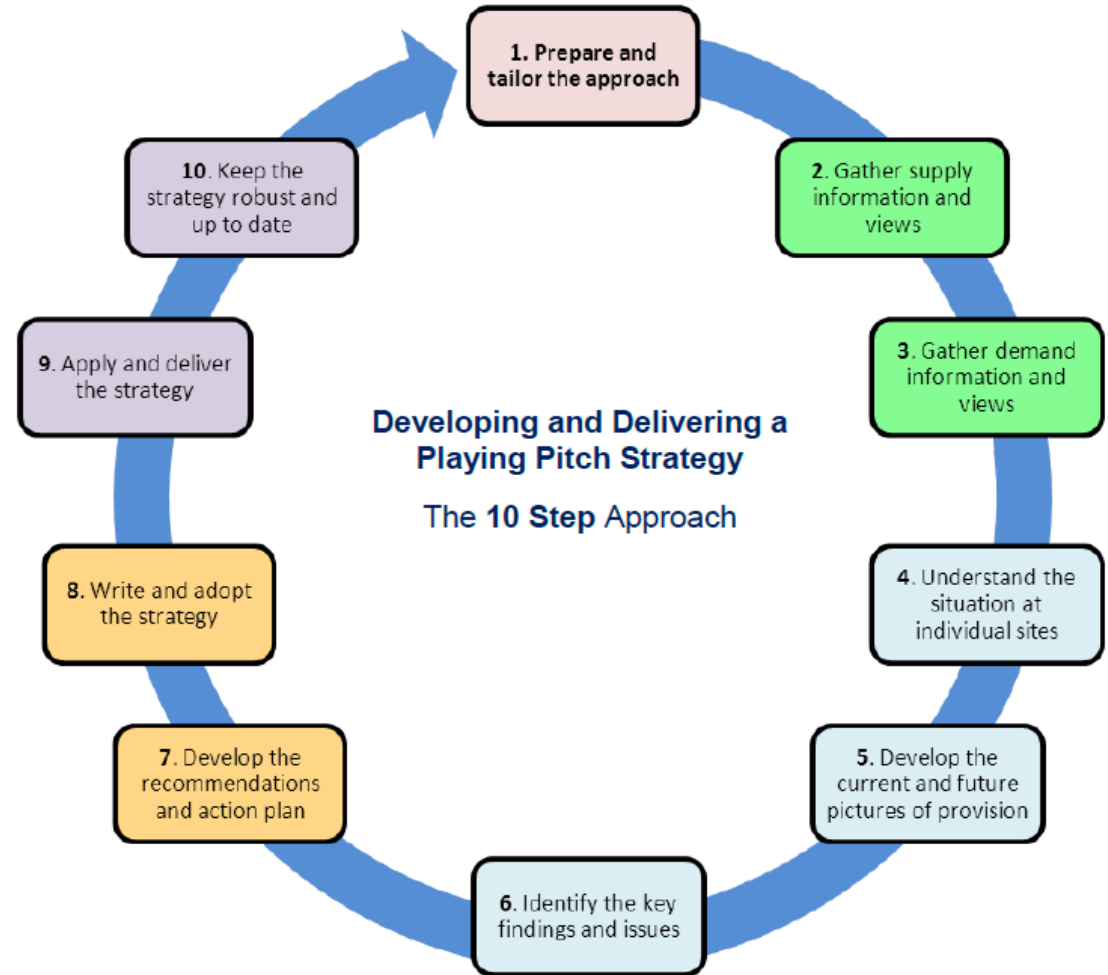 1. Prepare and
tailor the approach
2. Gather supply
information and
views
3. Gather demand
information and
views
4. Understand the
situation at
individual sites
5. Develop the
current and future
pictures of provision
6. Identify the key
findings and issues
7. Develop the
recommendations
and action plan
8. Write and adopt
the strategy
9. Apply and deliver
the strategy
10. Keep the
strategy robust and
up to date
Developing and Delivering a
Playing Pitch Strategy
The 10 Step Approach